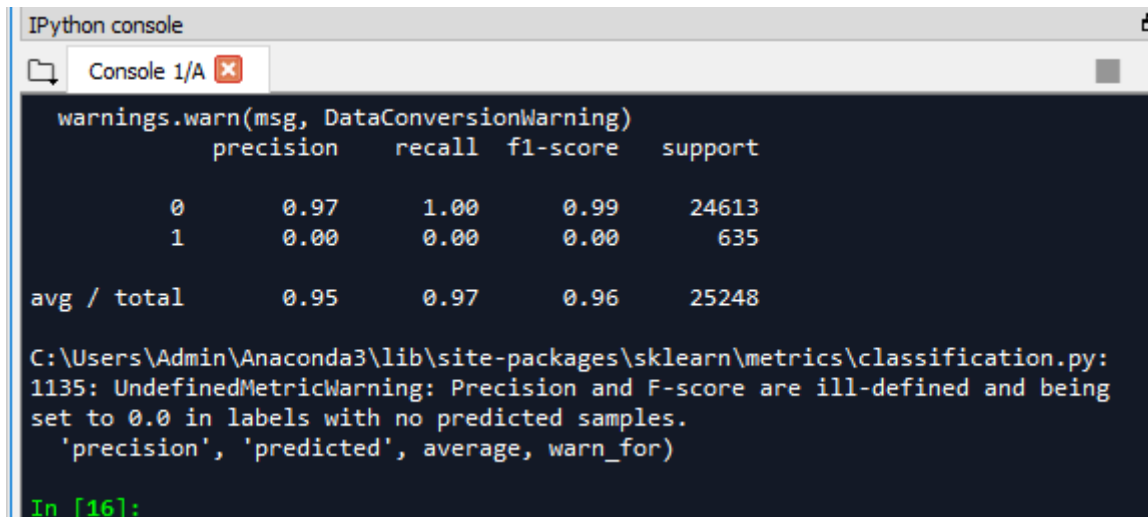 IPython console
Console 1/A
warnings.warn(msg, DataConversionWarning)
precision recall f1-score support
0 0.97 1.00 0.99 24613
1 0.00 0.00 0.00 635
avg / total 0.95 0.97 0.96 25248
C:\Users\Admin\Anaconda3\lib\site-packages\sklearn\metrics\classification.py:
1135: UndefinedMetricWarning: Precision and F-score are ill-defined and being
set to 0.0 in labels with no predicted samples.
'precision', 'predicted', average, warn_for)
In [16]: